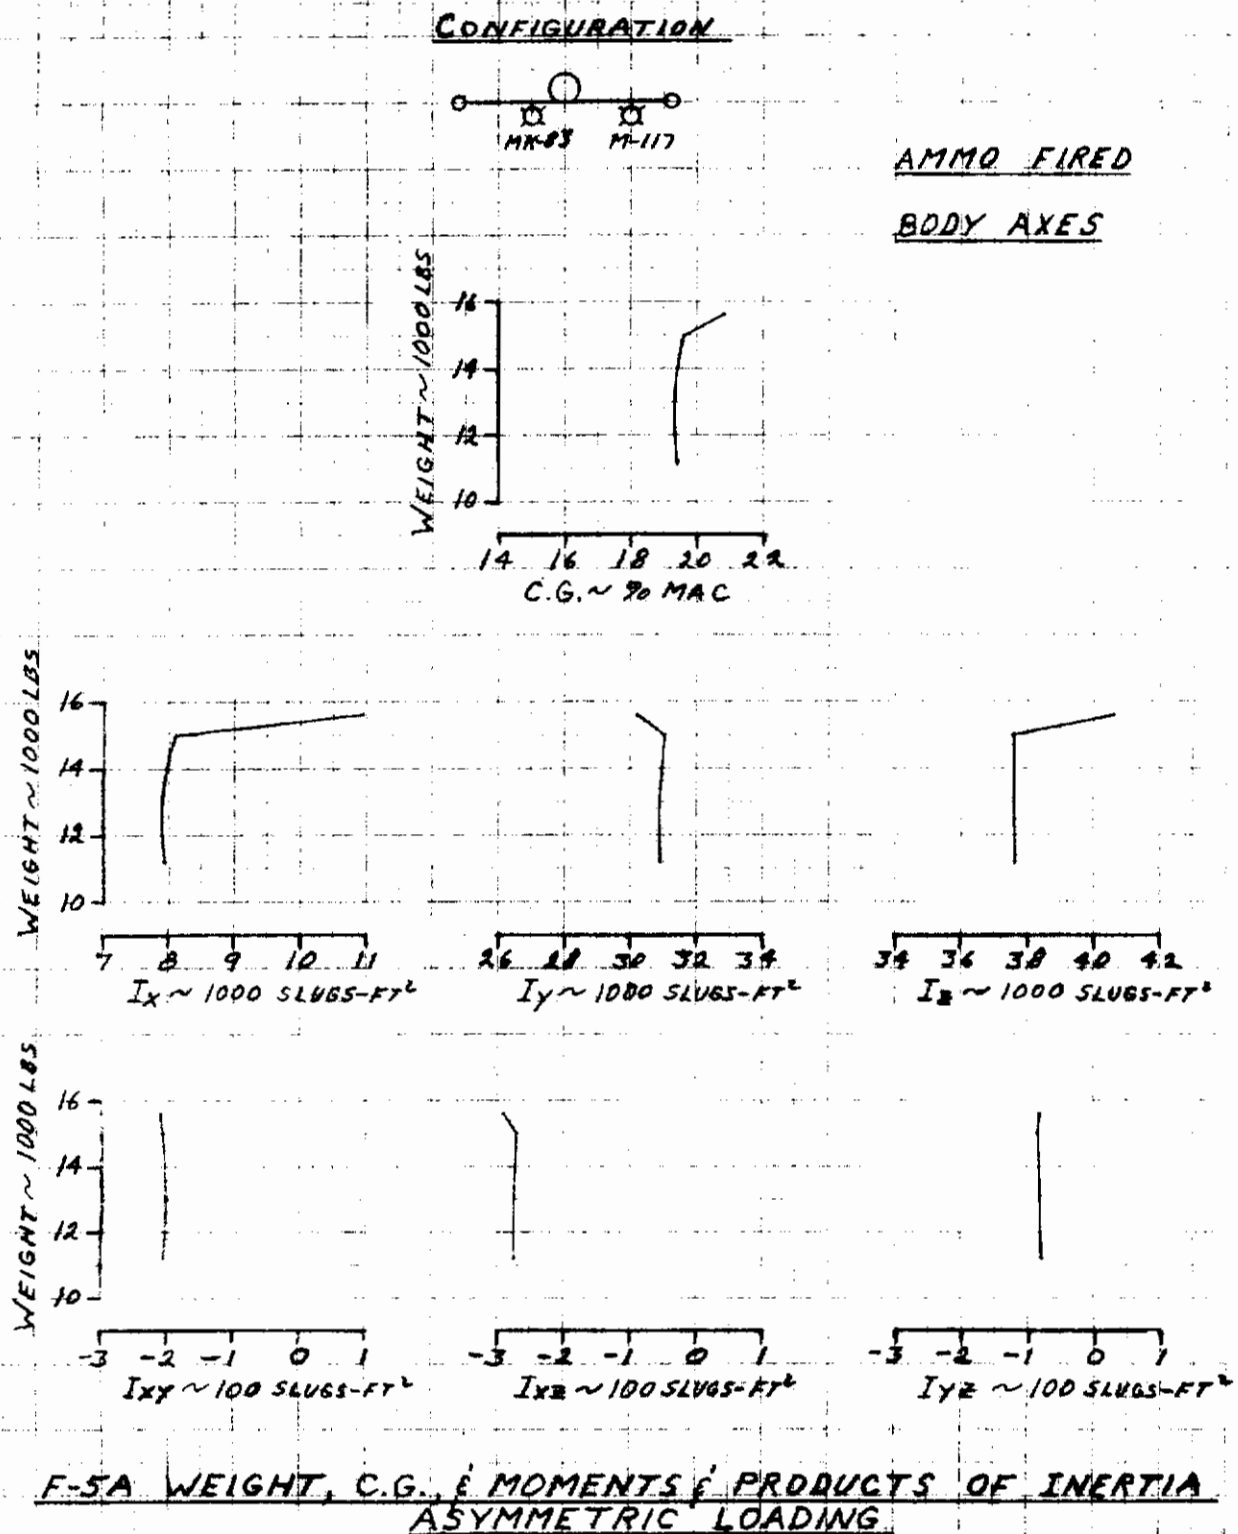 CONFIGURATION
MK-83 M-117
AMMO FIRED
BODY AXES
WEIGHT ~ 1000 LBS
16
14
12
10
14 16 18 20 22
C.G. ~ % MAC
WEIGHT ~ 1000 LBS
16
14
12
10
7 8 9 10 11
IX ~ 1000 SLUGS-FT²
26 28 30 32 34
Iy ~ 1000 SLUGS-FT²
34 36 38 40 42
IZ ~ 1000 SLUGS-FT²
WEIGHT ~ 1000 LBS
16
14
12
10
-3 -2 -1 0 1
IXY ~ 100 SLUGS-FT²
-3 -2 -1 0 1
IXZ ~ 100 SLUGS-FT²
-3 -2 -1 0 1
IYZ ~ 100 SLUGS-FT²
F-5A WEIGHT, C.G., & MOMENTS & PRODUCTS OF INERTIA
ASYMMETRIC LOADING